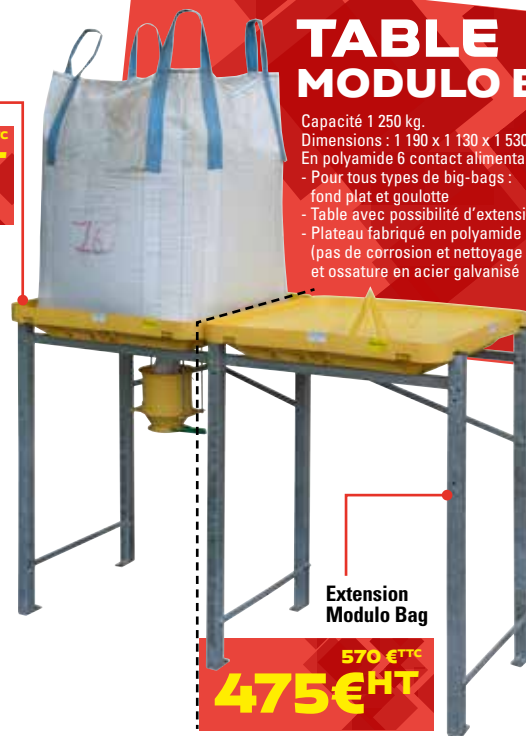 TABLE
MODULO
Capacité 1 250 kg.
Dimensions : 1 190 x 1 130 x 1 530
En polyamide 6 contact
- Pour tous types de big-bags :
fond plat et goulotte
- Table avec possibilité
- Plateau fabriqué en polyamide
(pas de corrosion et nettoyage
et ossature en acier galvanisé
Extension
Modulo Bag
570 €TTC
475€HT